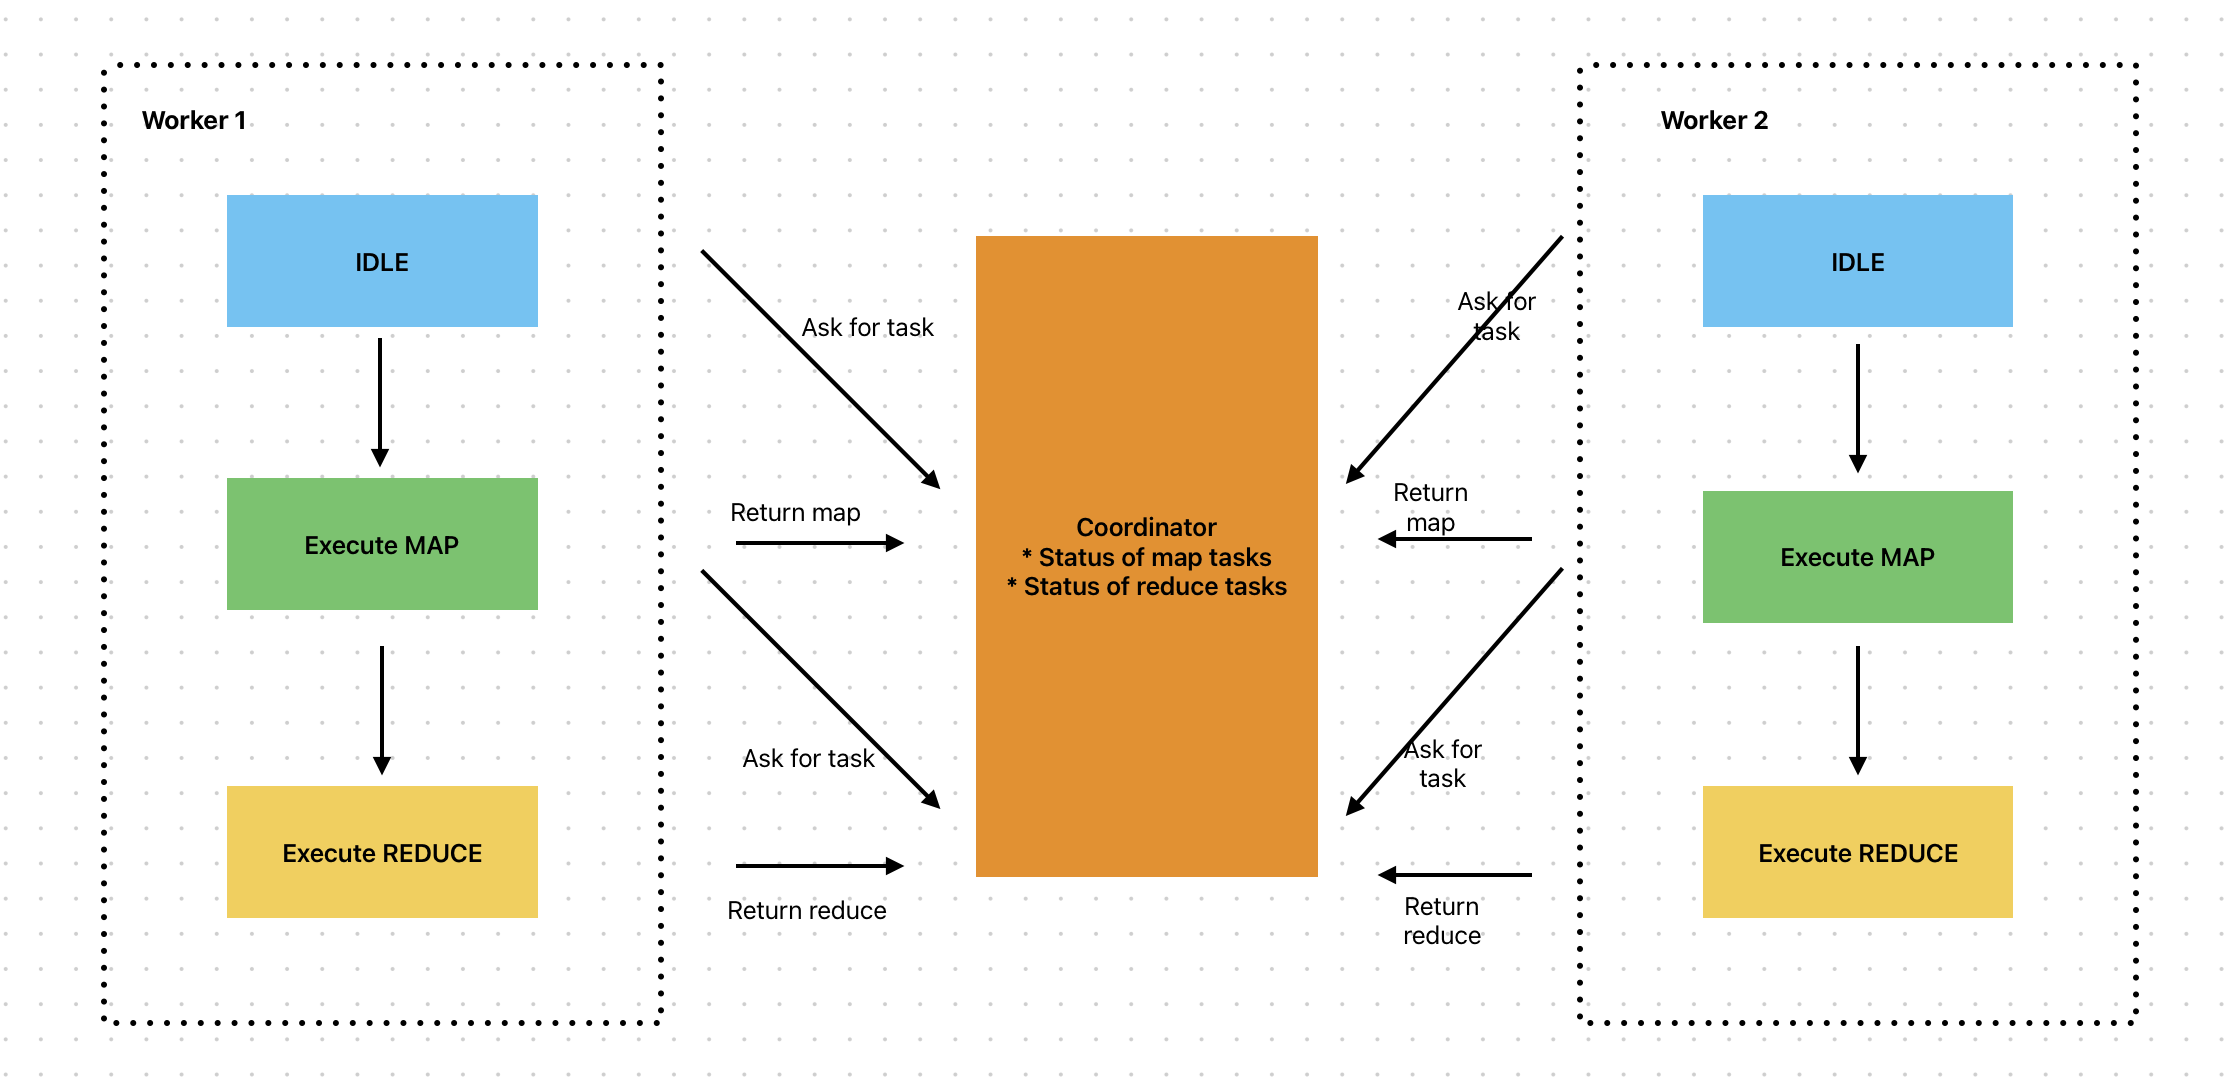 Worker 1
IDLE
Execute MAP
Execute REDUCE
Ask for task
Return map
Ask for task
Return reduce
Coordinator
* Status of map tasks
* Status of reduce tasks
Ask for
task
Return
map
Ask for
task
Return
reduce
Worker 2
IDLE
Execute MAP
Execute REDUCE